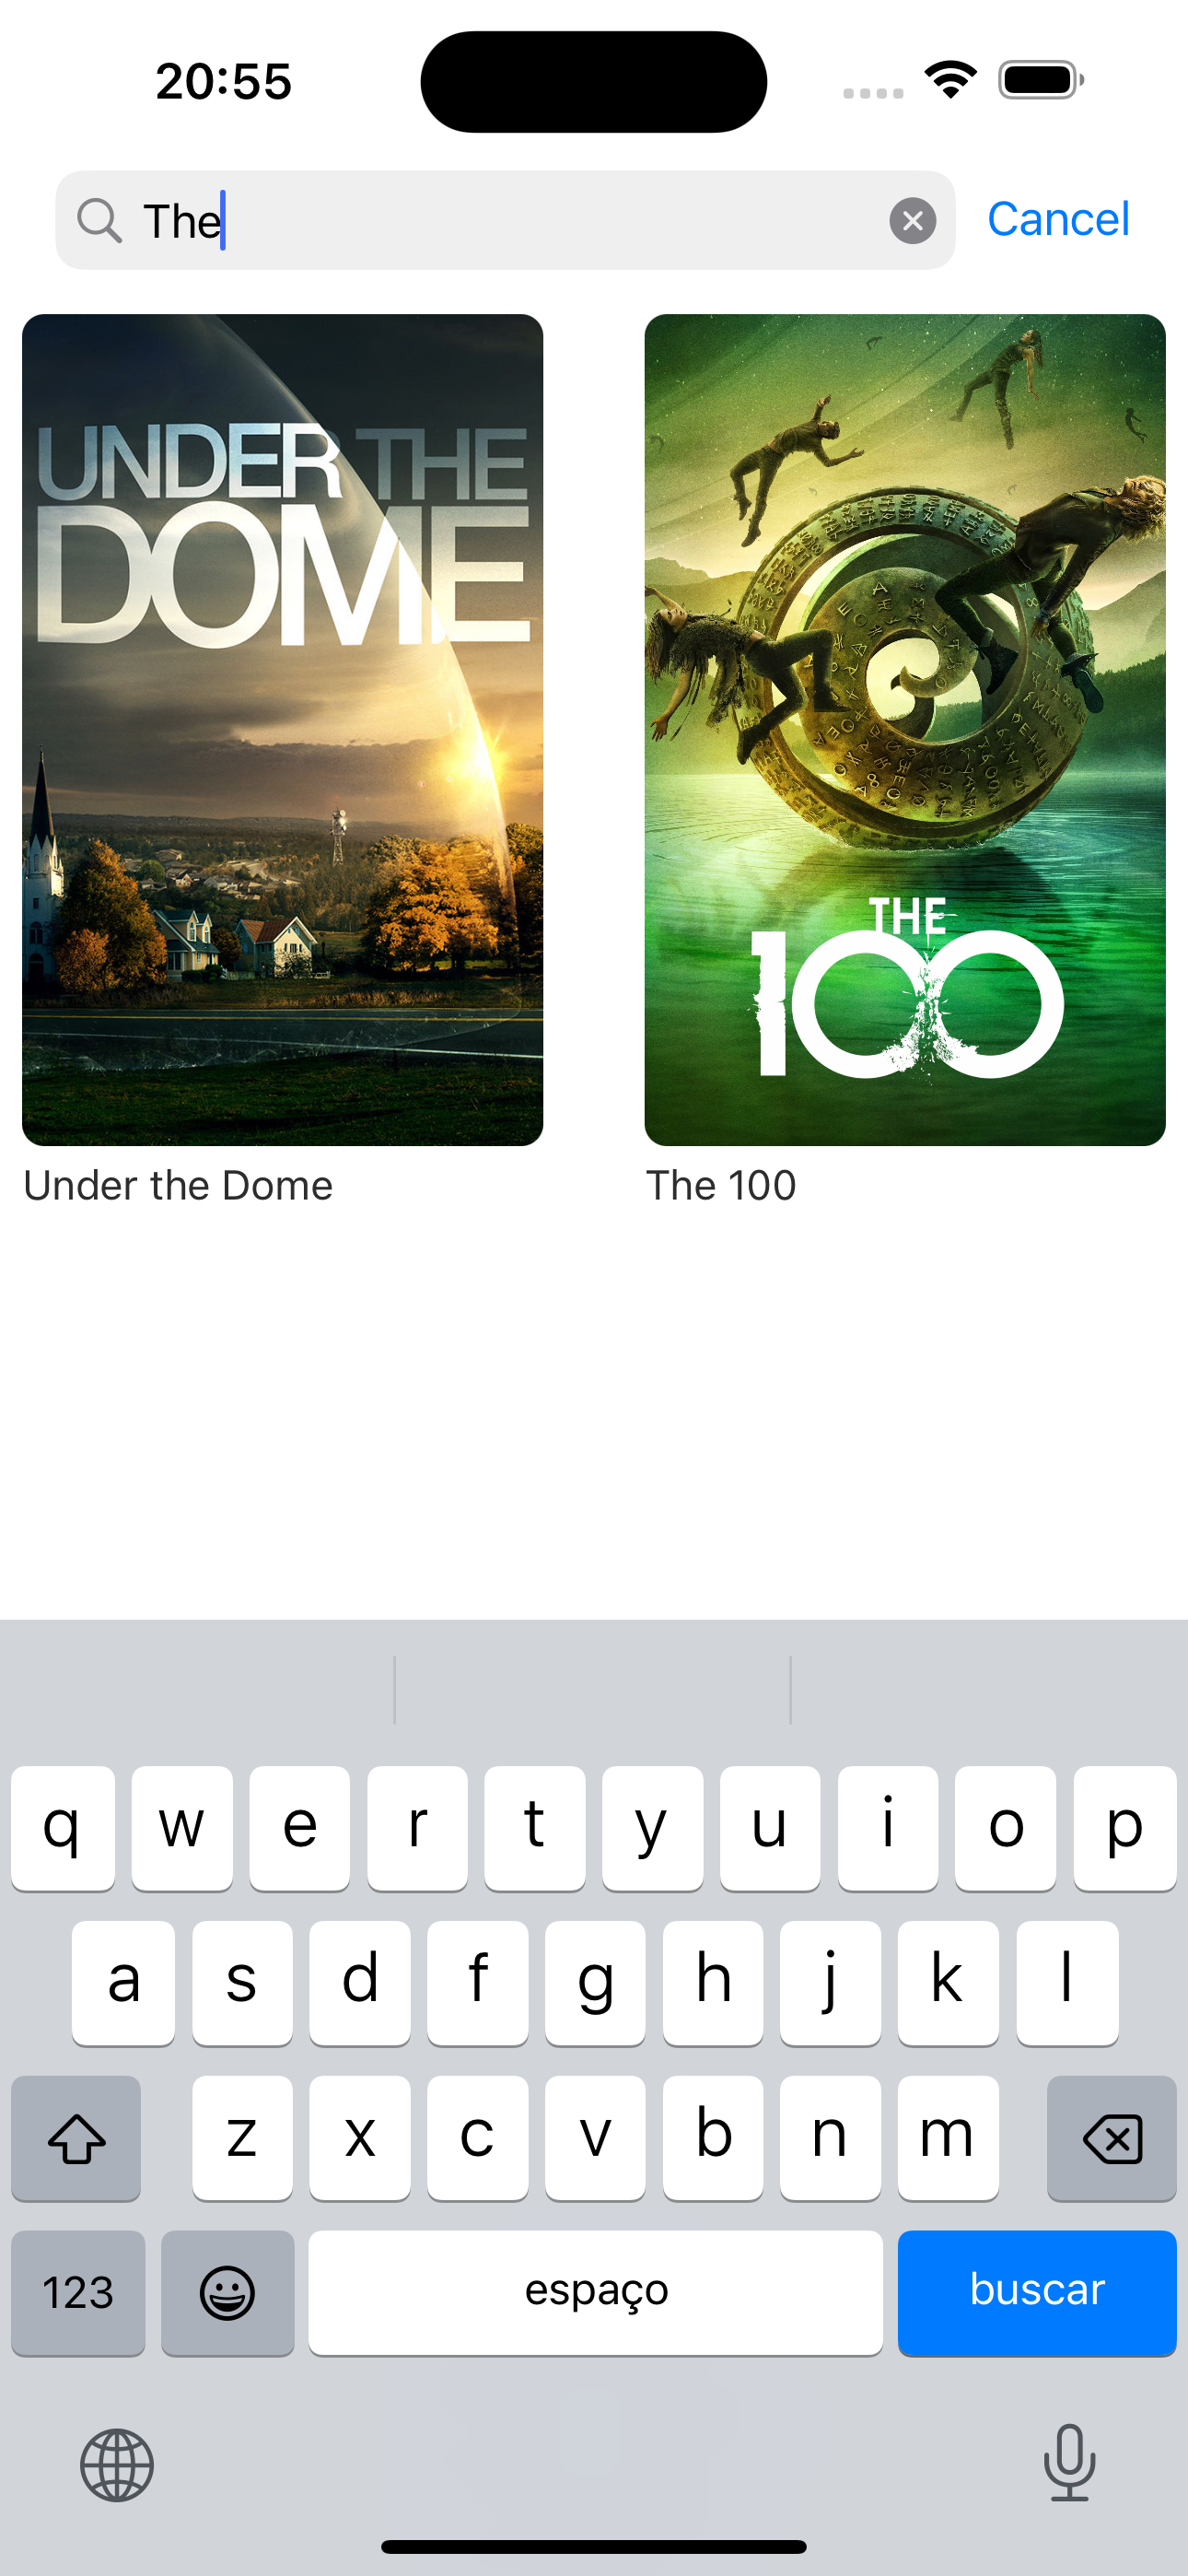 20:55
The
Cancel
UNDER THE
DOME
THE
100
Under the Dome
The 100
q w e r t y u i o p
a s d f g h j k l
z x c v b n m
123 espaço buscar